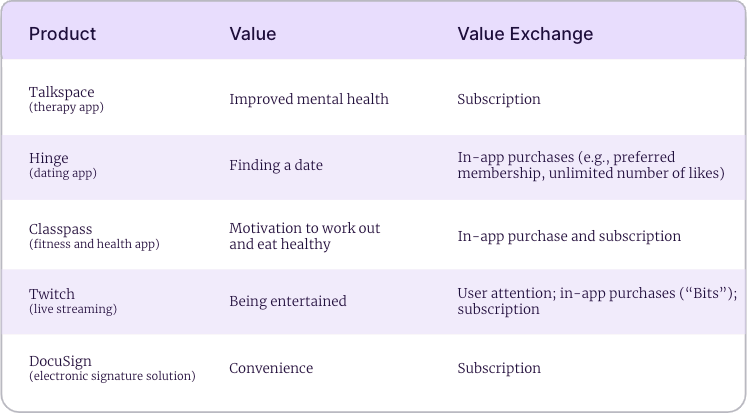 Product Value Value Exchange
Talkspace
(therapy app)
Improved mental health
Subscription
Hinge
(dating app)
Finding a date
In-app purchases (e.g., preferred
membership, unlimited number of likes)
Classpass
(fitness and health app)
Motivation to work out
and eat healthy
In-app purchase and subscription
Twitch
(live streaming)
Being entertained
User attention; in-app purchases (“Bits”);
subscription
DocuSign
(electronic signature solution)
Convenience
Subscription